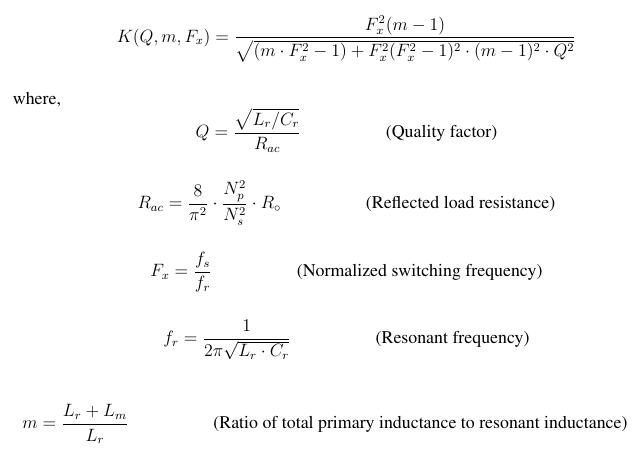 K(Q, m, F_x) = \frac{F_x^2(m - 1)}{\sqrt{(m \cdot F_x^2 - 1) + F_x^2(F_x^2 - 1)^2 \cdot (m - 1)^2 \cdot Q^2}}
where,
Q = \frac{\sqrt{L_r/C_r}}{R_{ac}} (Quality factor)
R_{ac} = \frac{8}{\pi^2} \cdot \frac{N_p^2}{N_s^2} \cdot R_\circ (Reflected load resistance)
F_x = \frac{f_s}{f_r} (Normalized switching frequency)
f_r = \frac{1}{2\pi\sqrt{L_r \cdot C_r}} (Resonant frequency)
m = \frac{L_r + L_m}{L_r} (Ratio of total primary inductance to resonant inductance)